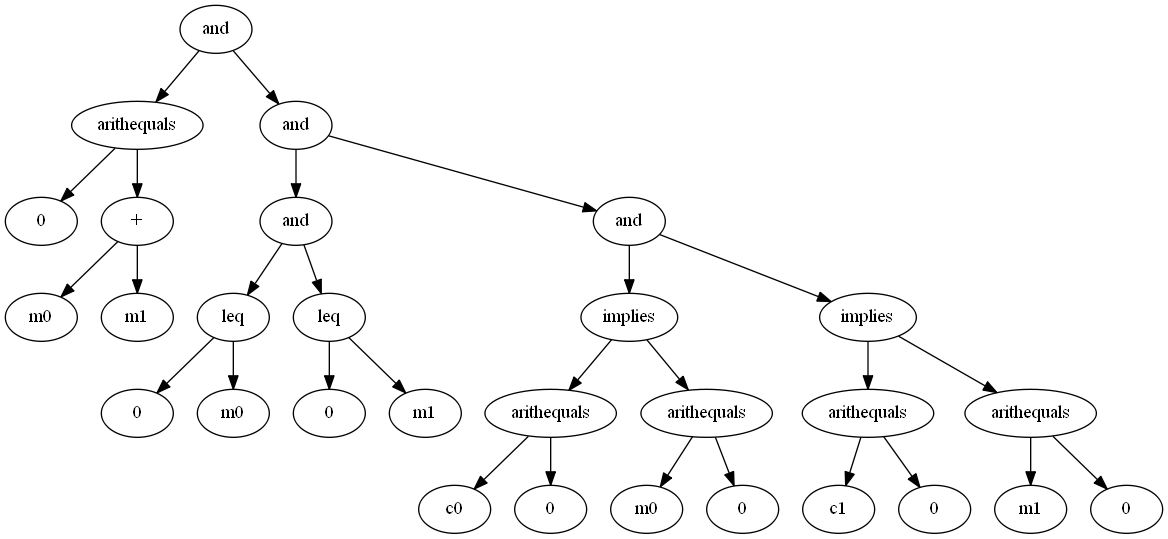 and
arithequals and
0 + and and
m0 m1 leq leq implies implies
0 m0 0 m1 arithequals arithequals arithequals arithequals
c0 0 m0 0 c1 0 m1 0